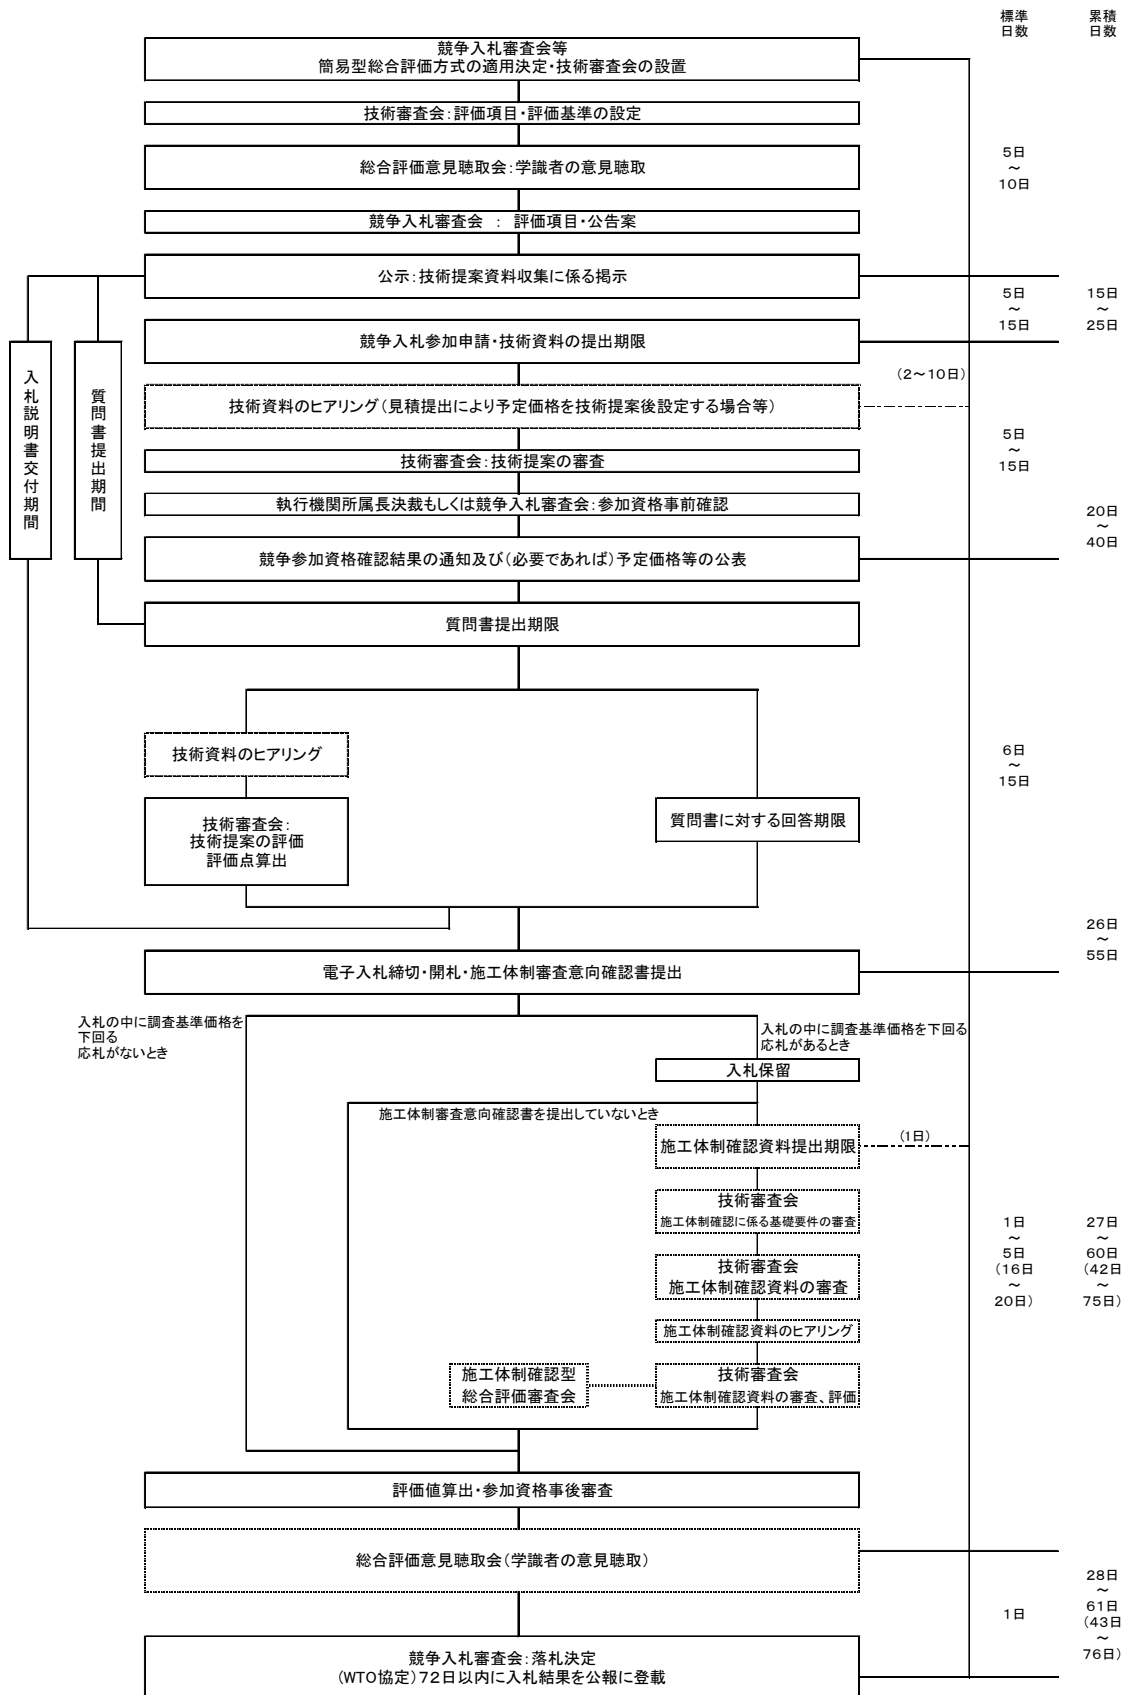 標準
日数
累積
日数
競争入札審査会等
簡易型総合評価方式の適用決定・技術審査会の設置
技術審査会:評価項目・評価基準の設定
総合評価意見聴取会:学識者の意見聴取
5日
~
10日
競争入札審査会 : 評価項目・公告案
公示:技術提案資料収集に係る掲示
5日
~
15日
15日
~
25日
競争入札参加申請・技術資料の提出期限
入札説明書交付期間
質問書提出期間
(2~10日)
技術資料のヒアリング(見積提出により予定価格を技術提案後設定する場合等)
5日
~
15日
技術審査会:技術提案の審査
執行機関所属長決裁もしくは競争入札審査会:参加資格事前確認
20日
~
40日
競争参加資格確認結果の通知及び(必要であれば)予定価格等の公表
質問書提出期限
技術資料のヒアリング
6日
~
15日
技術審査会:
技術提案の評価
評価点算出
質問書に対する回答期限
26日
~
55日
電子入札締切・開札・施工体制審査意向確認書提出
入札の中に調査基準価格を
下回る
応札がないとき
入札の中に調査基準価格を下回る
応札があるとき
入札保留
施工体制審査意向確認書を提出していないとき
施工体制確認資料提出期限
(1日)
技術審査会
施工体制確認に係る基礎要件の審査
技術審査会
施工体制確認資料の審査
1日
~
5日
(16日
~
20日)
27日
~
60日
(42日
~
75日)
施工体制確認資料のヒアリング
施工体制確認型
総合評価審査会
技術審査会
施工体制確認資料の審査、評価
評価値算出・参加資格事後審査
総合評価意見聴取会(学識者の意見聴取)
1日
28日
~
61日
(43日
~
76日)
競争入札審査会:落札決定
(WTO協定)72日以内に入札結果を公報に登載